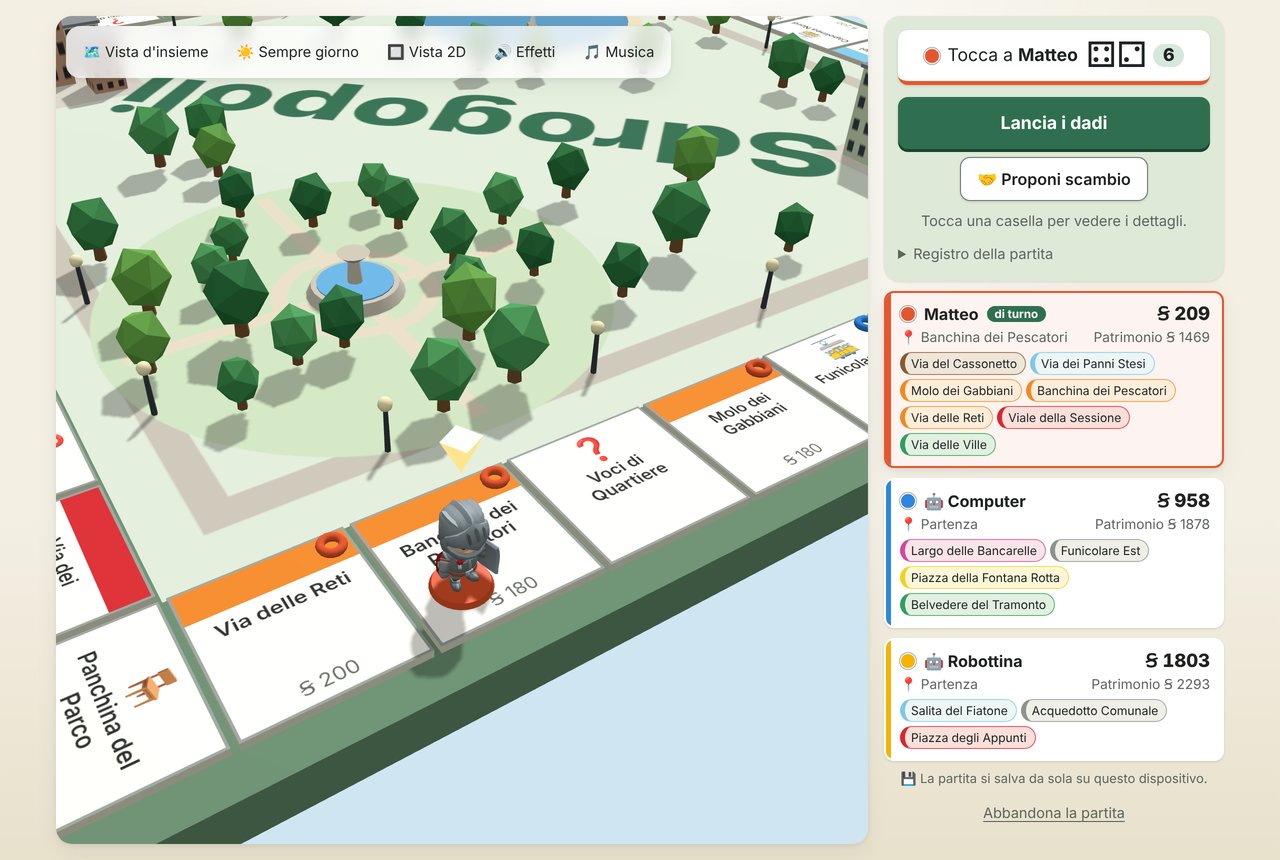 🗺️ Vista d'insieme
☀️ Sempre giorno
🔲 Vista 2D
🔊 Effetti
🎵 Musica
Sdrogopoli
Via dei
Panchina del
Parco
Via delle Reti
S 200
S 180
Voci di
Quartiere
Molo dei
Gabbiani
S 180
Tocca a Matteo
6
Lancia i dadi
🤝 Proponi scambio
Tocca una casella per vedere i dettagli.
▶ Registro della partita
Matteo di turno S 209
📍 Banchina dei Pescatori Patrimonio S 1469
Via del Cassonetto Via dei Panni Stesi
Molo dei Gabbiani Banchina dei Pescatori
Via delle Reti Viale della Sessione
Via delle Ville
🤖 Computer S 958
📍 Partenza Patrimonio S 1878
Largo delle Bancarelle Funicolare Est
Piazza della Fontana Rotta
Belvedere del Tramonto
🤖 Robottina S 1803
📍 Partenza Patrimonio S 2293
Salita del Fiatone Acquedotto Comunale
Piazza degli Appunti
💾 La partita si salva da sola su questo dispositivo.
Abbandona la partita